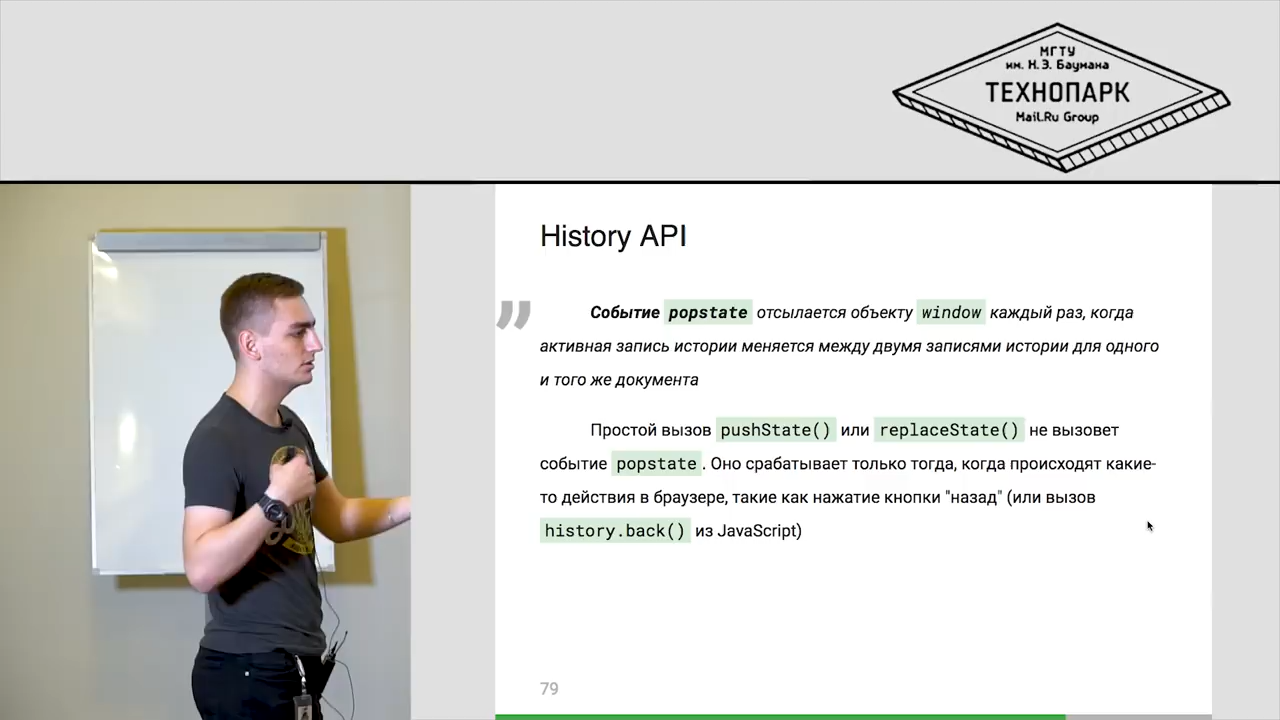 МГТУ
им. Н.Э. Баумана
ТЕХНОПАРК
Mail.Ru Group
History API
” Событие popstate отсылается объекту window каждый раз, когда
активная запись истории меняется между двумя записями истории для одного
и того же документа
Простой вызов pushState() или replaceState() не вызовет
событие popstate. Оно срабатывает только тогда, когда происходят какие-
то действия в браузере, такие как нажатие кнопки "назад" (или вызов
history.back() из JavaScript)
79